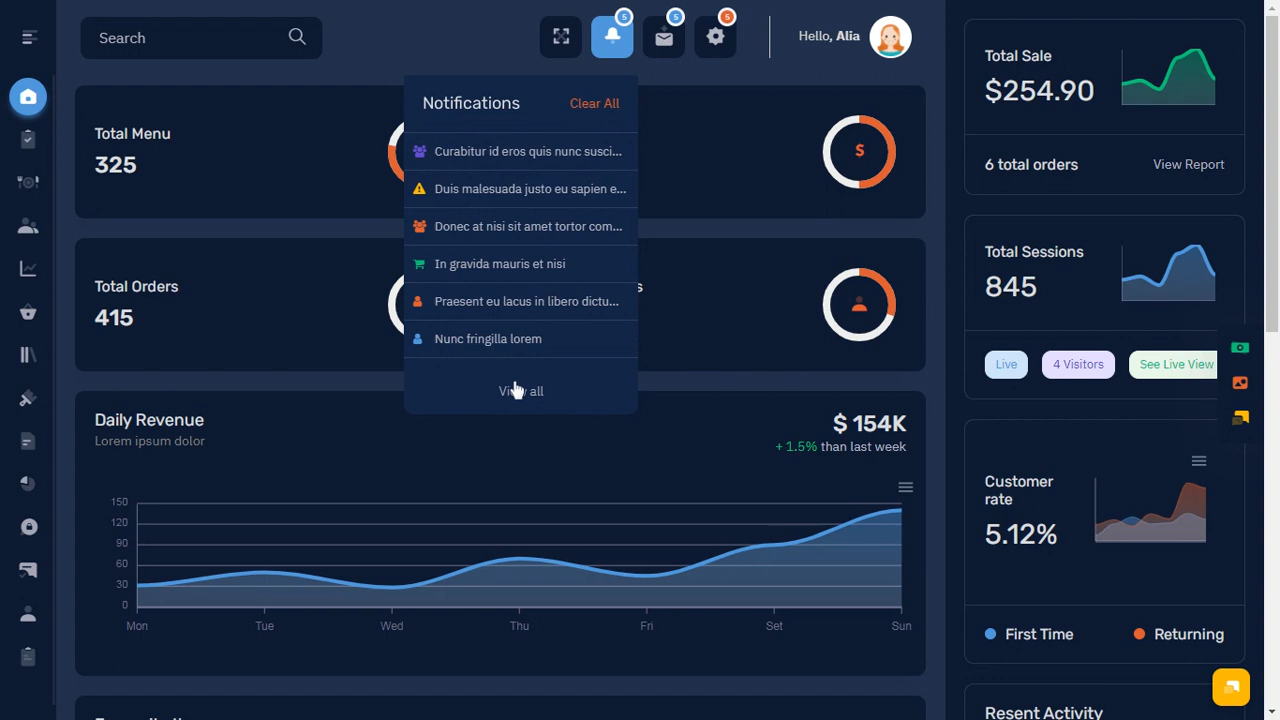 Search
5
5
5
Hello, Alia
Notifications
Clear All
Curabitur id eros quis nunc susci...
Duis malesuada justo eu sapien e...
Donec at nisi sit amet tortor com...
In gravida mauris et nisi
Praesent eu lacus in libero dictu...
Nunc fringilla lorem
Total Menu
325
$
Total Orders
415
s
Daily Revenue
Lorem ipsum dolor
$ 154K
+ 1.5% than last week
150
120
90
60
30
0
Mon
Tue
Wed
Thu
Fri
Set
Sun
Total Sale
$254.90
6 total orders
View Report
Total Sessions
845
Live
4 Visitors
See Live View
Customer
rate
5.12%
First Time
Returning
Resent Activity